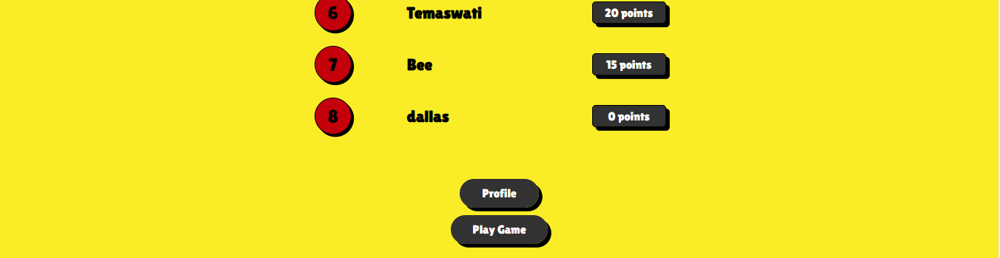 6 Temaswati 20 points
7 Bee 15 points
8 dallas 0 points
Profile
Play Game